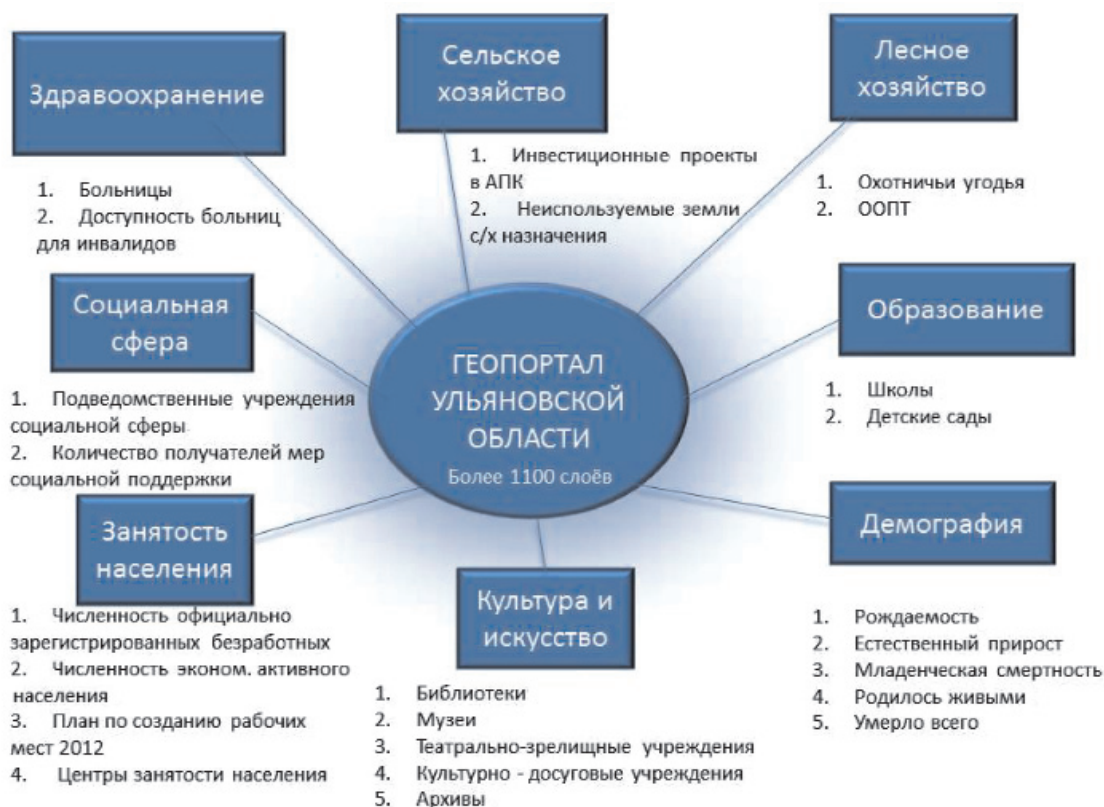 Здравоохранение
1. Больницы
2. Доступность больниц
для инвалидов
Сельское
хозяйство
1. Инвестиционные проекты
в АПК
2. Неиспользуемые земли
с/х назначения
Лесное
хозяйство
1. Охотничьи угодья
2. ООПТ
Социальная
сфера
1. Подведомственные учреждения
социальной сферы
2. Количество получателей мер
социальной поддержки
ГЕОПОРТАЛ
УЛЬЯНОВСКОЙ
ОБЛАСТИ
Более 1100 слоёв
Образование
1. Школы
2. Детские сады
Занятость
населения
1. Численность официально
зарегистрированных безработных
2. Численность эконом. активного
населения
3. План по созданию рабочих
мест 2012
4. Центры занятости населения
Культура и
искусство
1. Библиотеки
2. Музеи
3. Театрально-зрелищные учреждения
4. Культурно - досуговые учреждения
5. Архивы
Демография
1. Рождаемость
2. Естественный прирост
3. Младенческая смертность
4. Родилось живыми
5. Умерло всего